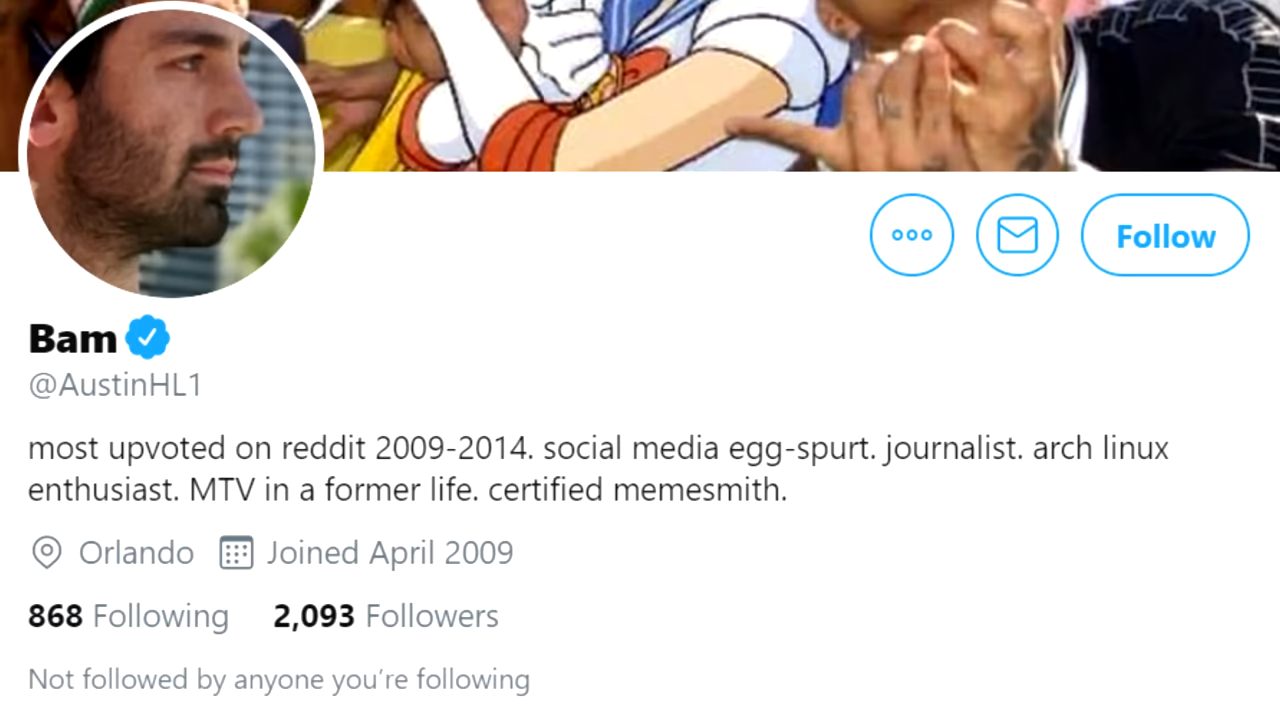 Follow
Bam
@AustinHL1
most upvoted on reddit 2009-2014. social media egg-spurt. journalist. arch linux
enthusiast. MTV in a former life. certified memesmith.
Orlando Joined April 2009
868 Following 2,093 Followers
Not followed by anyone you’re following